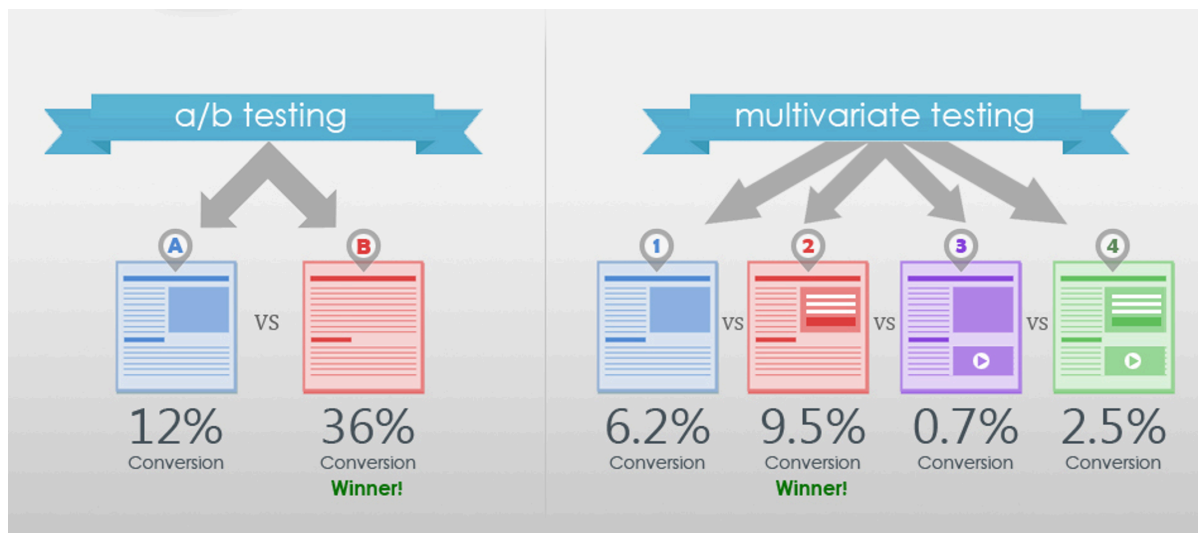 a/b testing
A
B
vs
12%
Conversion
36%
Conversion
Winner!
multivariate testing
1
2
3
4
vs
vs
vs
6.2%
Conversion
9.5%
Conversion
Winner!
0.7%
Conversion
2.5%
Conversion